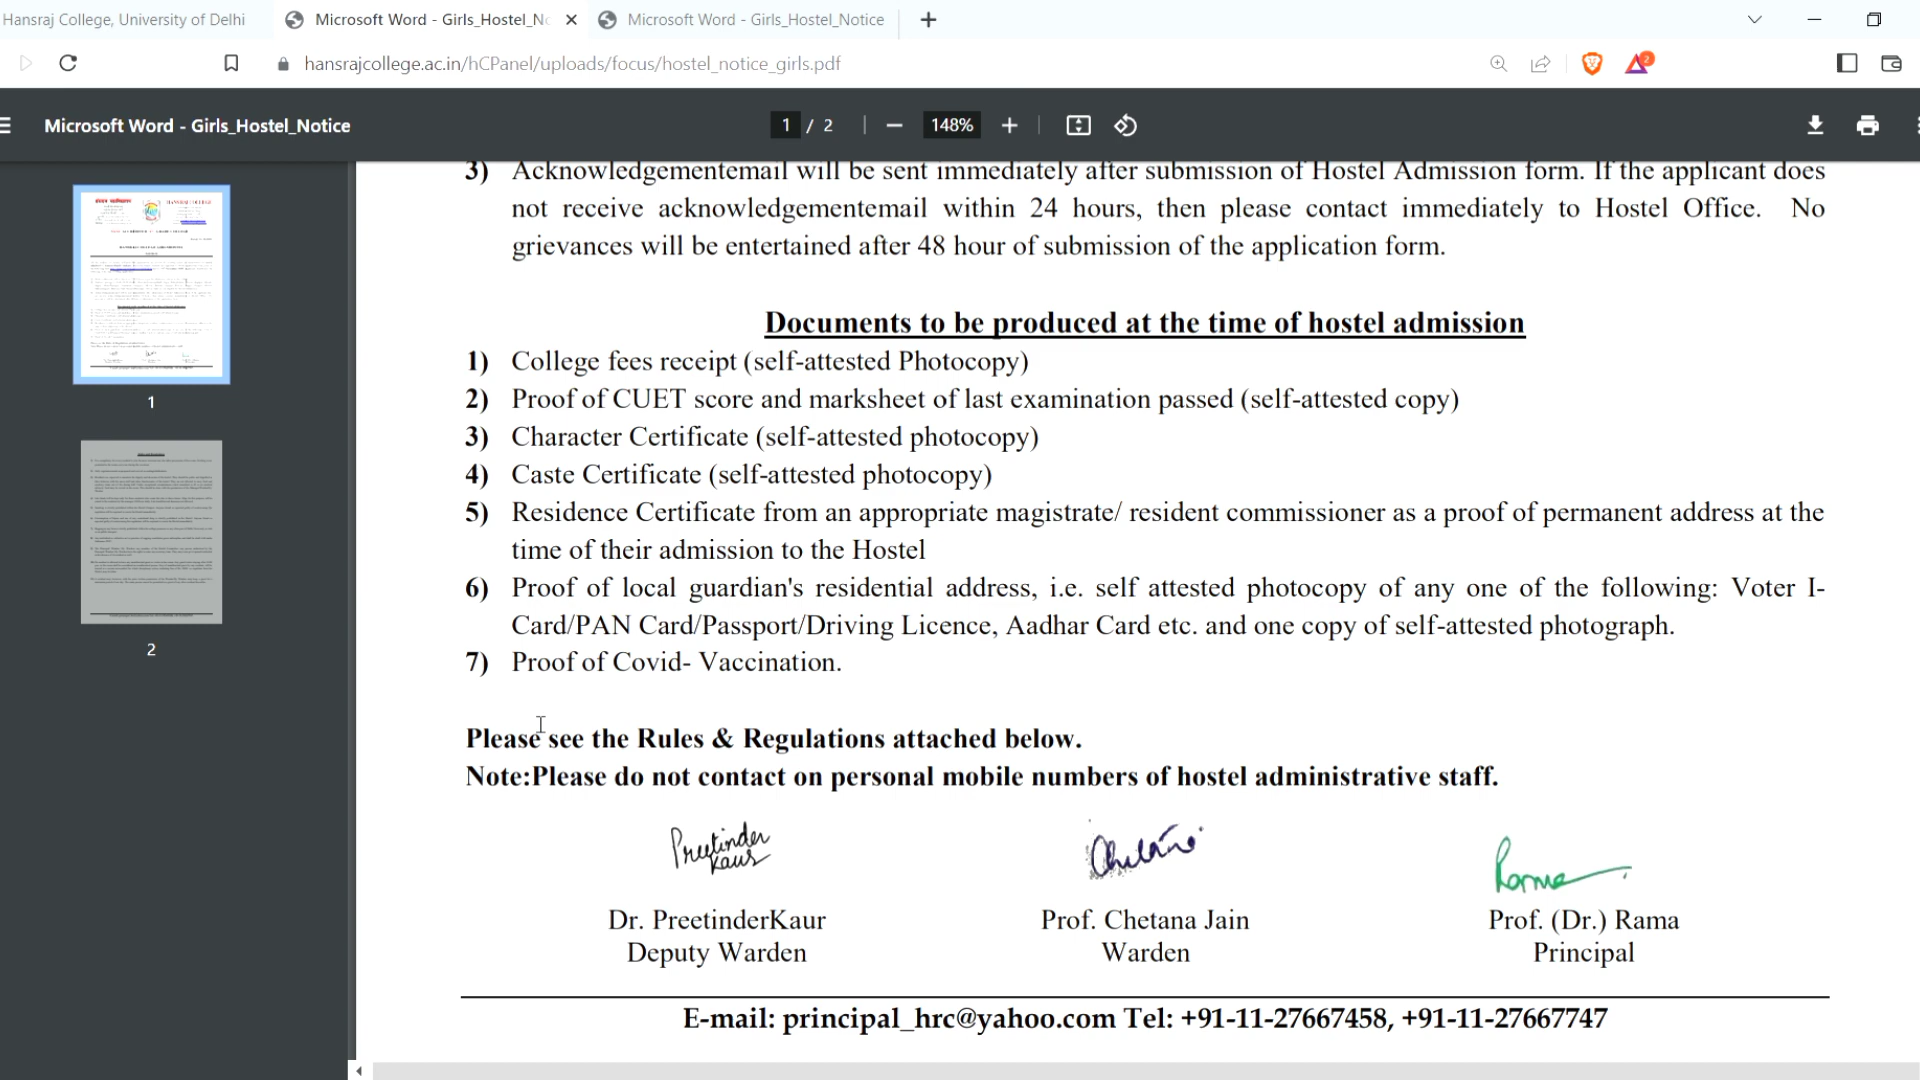 Hansraj College, University of Delhi
Microsoft Word - Girls_Hostel_No
Microsoft Word - Girls_Hostel_Notice
hansrajcollege.ac.in/hCPanel/uploads/focus/hostel_notice_girls.pdf
2
Microsoft Word - Girls_Hostel_Notice
1 / 2
148%
3) Acknowledgementemail will be sent immediately after submission of Hostel Admission form. If the applicant does
not receive acknowledgementemail within 24 hours, then please contact immediately to Hostel Office. No
grievances will be entertained after 48 hour of submission of the application form.
Documents to be produced at the time of hostel admission
1) College fees receipt (self-attested Photocopy)
2) Proof of CUET score and marksheet of last examination passed (self-attested copy)
3) Character Certificate (self-attested photocopy)
4) Caste Certificate (self-attested photocopy)
5) Residence Certificate from an appropriate magistrate/ resident commissioner as a proof of permanent address at the
time of their admission to the Hostel
6) Proof of local guardian's residential address, i.e. self attested photocopy of any one of the following: Voter I-
Card/PAN Card/Passport/Driving Licence, Aadhar Card etc. and one copy of self-attested photograph.
7) Proof of Covid- Vaccination.
Please see the Rules & Regulations attached below.
Note:Please do not contact on personal mobile numbers of hostel administrative staff.
Preetinder
Kaur
Chetana
Rama
Dr. PreetinderKaur
Prof. Chetana Jain
Prof. (Dr.) Rama
Deputy Warden
Warden
Principal
E-mail: principal_hrc@yahoo.com Tel: +91-11-27667458, +91-11-27667747
1
2